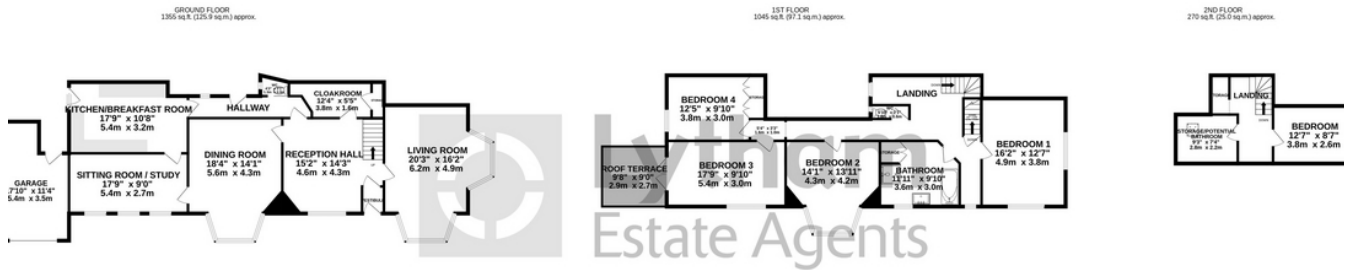 GROUND FLOOR
1355 sq.ft. (125.9 sq.m.) approx.
1ST FLOOR
1045 sq.ft. (97.1 sq.m.) approx.
2ND FLOOR
270 sq.ft. (25.0 sq.m.) approx.
KITCHEN/BREAKFAST ROOM
17'9" x 10'8"
5.4m x 3.2m
HALLWAY
CLOAKROOM
12'4" x 5'5"
3.8m x 1.6m
DINING ROOM
18'4" x 14'1"
5.6m x 4.3m
RECEPTION HALL
15'2" x 14'3"
4.6m x 4.3m
LIVING ROOM
20'3" x 16'2"
6.2m x 4.9m
SITTING ROOM / STUDY
17'9" x 9'0"
5.4m x 2.7m
GARAGE
17'10" x 11'4"
5.4m x 3.5m
BEDROOM 4
12'5" x 9'10"
3.8m x 3.0m
LANDING
BEDROOM 1
16'2" x 12'7"
4.9m x 3.8m
ROOF TERRACE
9'8" x 9'0"
2.9m x 2.7m
BEDROOM 3
17'9" x 9'10"
5.4m x 3.0m
BEDROOM 2
14'1" x 13'11"
4.3m x 4.2m
BATHROOM
11'11" x 9'10"
3.6m x 3.0m
LANDING
STORAGE
STORAGE/POTENTIAL
BATHROOM
9'3" x 7'4"
2.8m x 2.2m
BEDROOM
12'7" x 8'7"
3.8m x 2.6m
lytham
Estate Agents